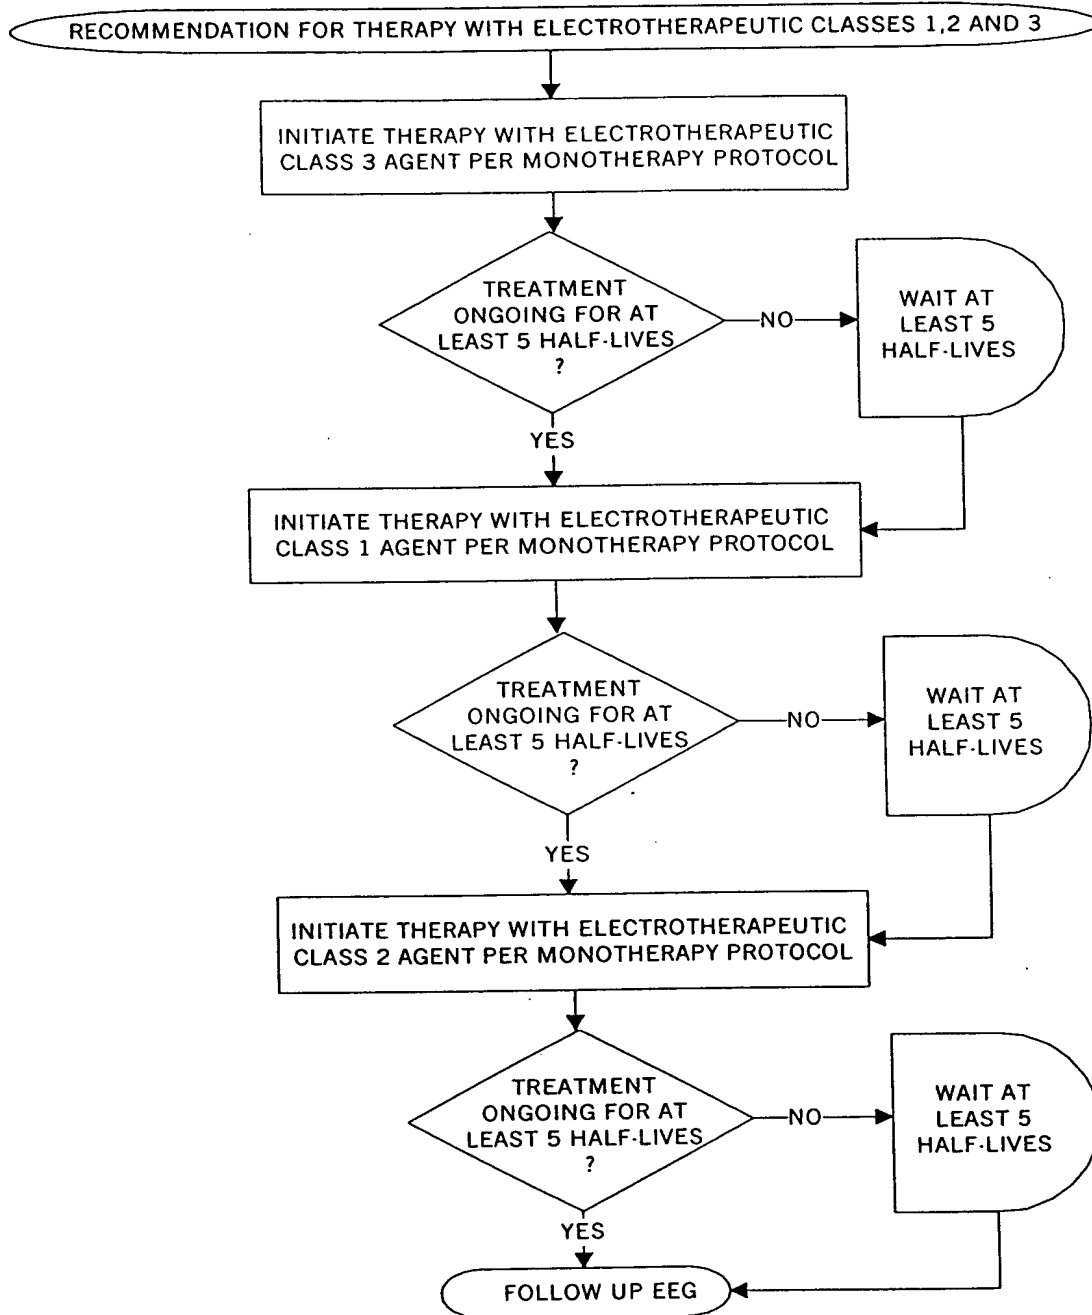 RECOMMENDATION FOR THERAPY WITH ELECTROTHERAPEUTIC CLASSES 1,2 AND 3
INITIATE THERAPY WITH ELECTROTHERAPEUTIC
CLASS 3 AGENT PER MONOTHERAPY PROTOCOL
TREATMENT
ONGOING FOR AT
LEAST 5 HALF-LIVES
?
NO
WAIT AT
LEAST 5
HALF-LIVES
YES
INITIATE THERAPY WITH ELECTROTHERAPEUTIC
CLASS 1 AGENT PER MONOTHERAPY PROTOCOL
TREATMENT
ONGOING FOR AT
LEAST 5 HALF-LIVES
?
NO
WAIT AT
LEAST 5
HALF-LIVES
YES
INITIATE THERAPY WITH ELECTROTHERAPEUTIC
CLASS 2 AGENT PER MONOTHERAPY PROTOCOL
TREATMENT
ONGOING FOR AT
LEAST 5 HALF-LIVES
?
NO
WAIT AT
LEAST 5
HALF-LIVES
YES
FOLLOW UP EEG